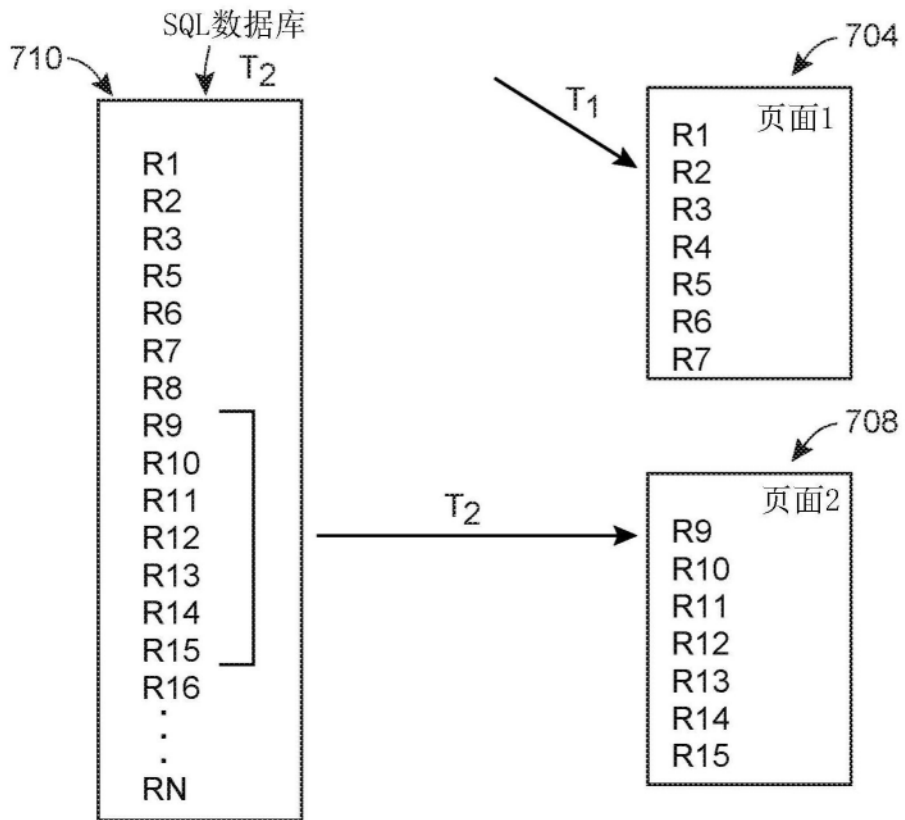 SQL数据库
710
T2
R1
R2
R3
R5
R6
R7
R8
R9
R10
R11
R12
R13
R14
R15
R16
.
.
.
RN
T1
704
页面1
R1
R2
R3
R4
R5
R6
R7
T2
708
页面2
R9
R10
R11
R12
R13
R14
R15